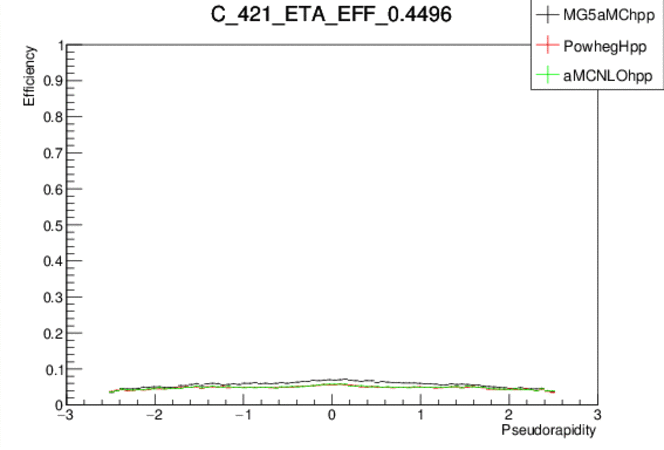 C_421_ETA_EFF_0.4496
MG5aMChpp
PowhegHpp
aMCNLOhpp
Efficiency
1
0.9
0.8
0.7
0.6
0.5
0.4
0.3
0.2
0.1
0
−3 −2 −1 0 1 2 3
Pseudorapidity